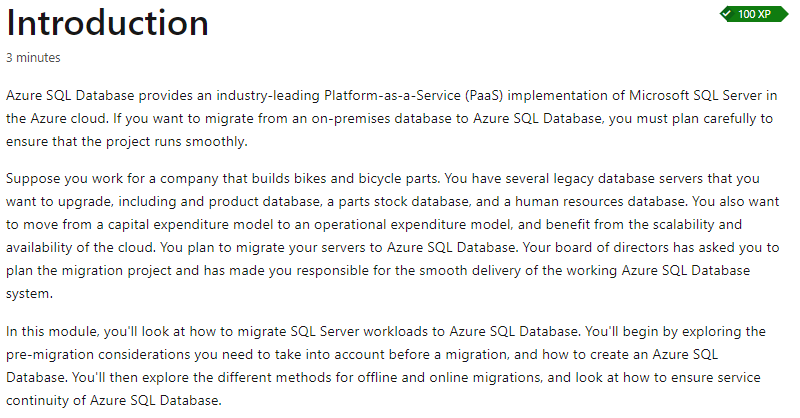 Introduction
100 XP
3 minutes
Azure SQL Database provides an industry-leading Platform-as-a-Service (PaaS) implementation of Microsoft SQL Server in
the Azure cloud. If you want to migrate from an on-premises database to Azure SQL Database, you must plan carefully to
ensure that the project runs smoothly.
Suppose you work for a company that builds bikes and bicycle parts. You have several legacy database servers that you
want to upgrade, including and product database, a parts stock database, and a human resources database. You also want
to move from a capital expenditure model to an operational expenditure model, and benefit from the scalability and
availability of the cloud. You plan to migrate your servers to Azure SQL Database. Your board of directors has asked you to
plan the migration project and has made you responsible for the smooth delivery of the working Azure SQL Database
system.
In this module, you'll look at how to migrate SQL Server workloads to Azure SQL Database. You'll begin by exploring the
pre-migration considerations you need to take into account before a migration, and how to create an Azure SQL
Database. You'll then explore the different methods for offline and online migrations, and look at how to ensure service
continuity of Azure SQL Database.